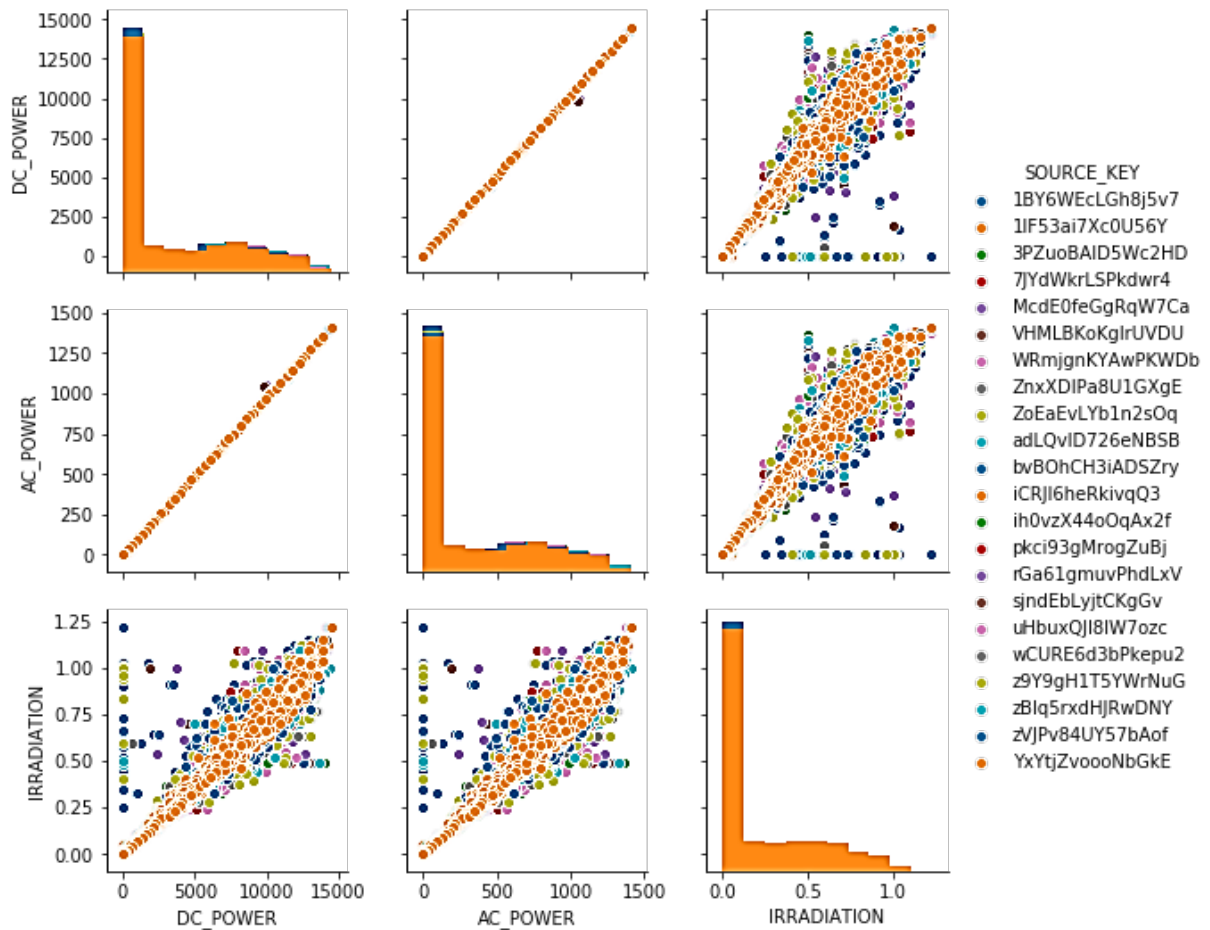 15000
12500
10000
7500
5000
2500
0
DC_POWER
1500
1250
1000
750
500
250
0
AC_POWER
1.25
1.00
0.75
0.50
0.25
0.00
IRRADIATION
0 5000 10000 15000
DC_POWER
0 500 1000 1500
AC_POWER
0.0 0.5 1.0
IRRADIATION
SOURCE_KEY
1BY6WEcLGh8j5v7
1IF53ai7Xc0U56Y
3PZuoBAID5Wc2HD
7JYdWkrLSPkdwr4
McdE0feGgRqW7Ca
VHMLBKoKgIrUVDU
WRmjgnKYAwPKWDb
ZnxXDlPa8U1GXgE
ZoEaEvLYb1n2sOq
adLQvlD726eNBSB
bvBOhCH3iADSZry
iCRJl6heRkivqQ3
ih0vzX44oOqAx2f
pkci93gMrogZuBj
rGa61gmuvPhdLxV
sjndEbLyjtCKgGv
uHbuxQJl8lW7ozc
wCURE6d3bPkepu2
z9Y9gH1T5YWrNuG
zBIq5rxdHJRwDNY
zVJPv84UY57bAof
YxYtjZvoooNbGkE